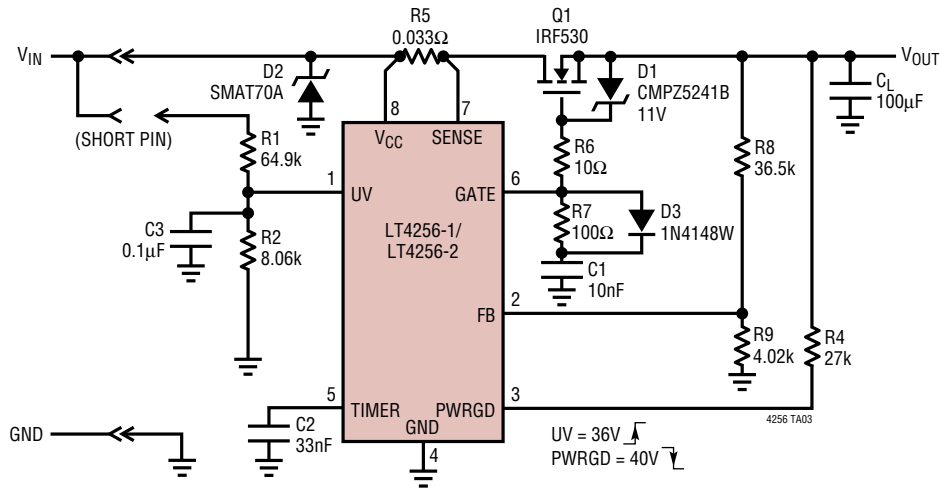 R5
0.033Ω
Q1
IRF530
VIN
VOUT
D2
SMAT70A
D1
CMPZ5241B
11V
CL
100µF
8
7
(SHORT PIN)
VCC
SENSE
R1
64.9k
R6
10Ω
R8
36.5k
1
UV
GATE
6
LT4256-1/
LT4256-2
R7
100Ω
D3
1N4148W
C3
0.1µF
R2
8.06k
C1
10nF
FB
2
R9
4.02k
R4
27k
5
TIMER
PWRGD
3
4256 TA03
GND
C2
33nF
GND
4
UV = 36V
PWRGD = 40V